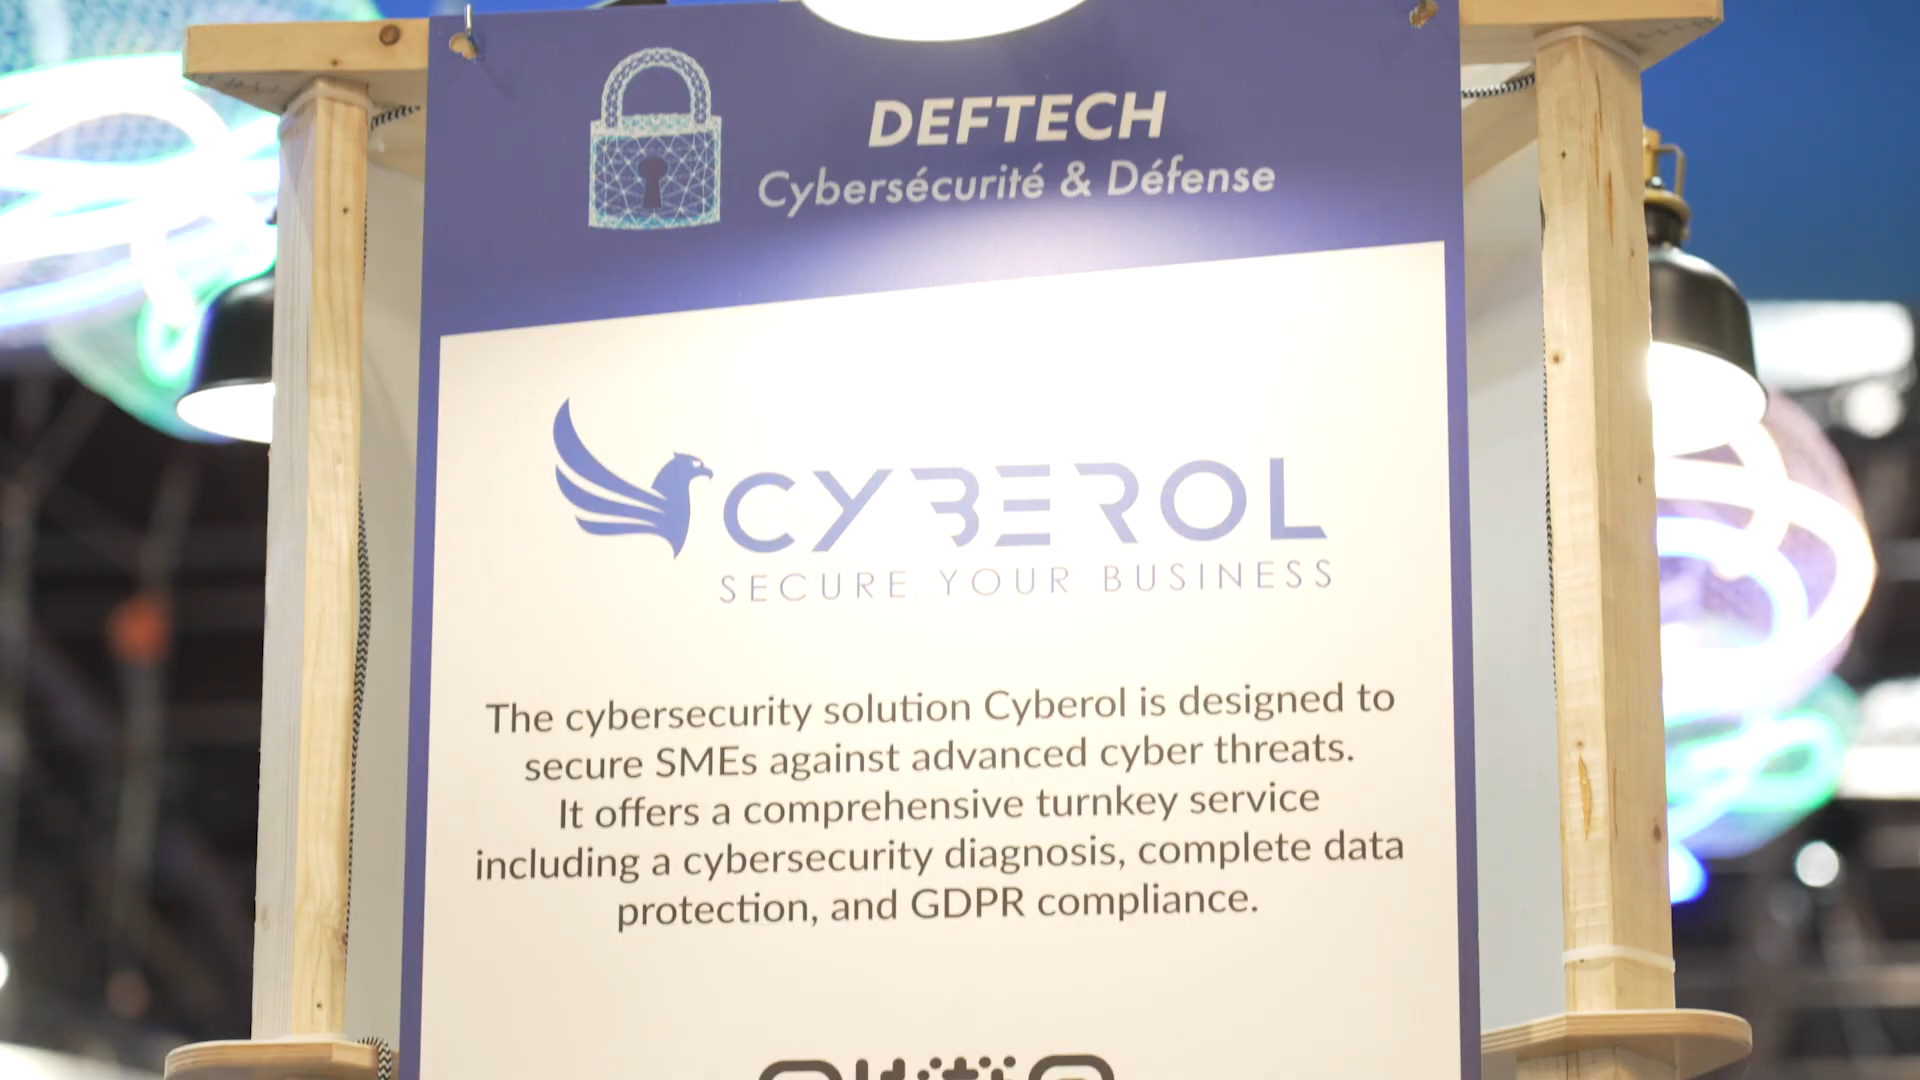 DEFTECH
Cybersécurité & Défense
CYBEROL
SECURE YOUR BUSINESS
The cybersecurity solution Cyberol is designed to
secure SMEs against advanced cyber threats.
It offers a comprehensive turnkey service
including a cybersecurity diagnosis, complete data
protection, and GDPR compliance.